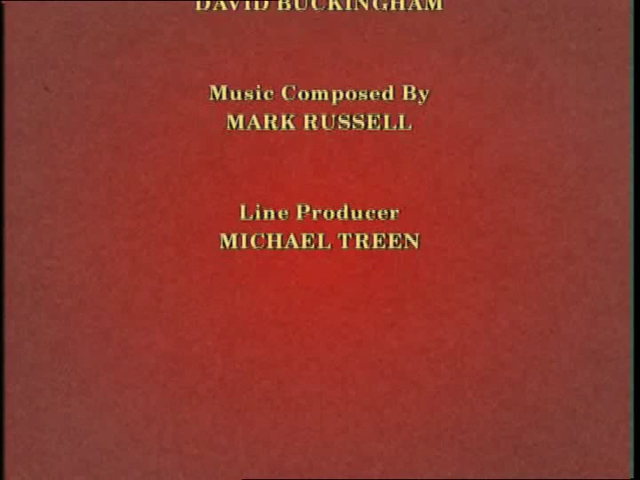 DAVID BUCKINGHAM
Music Composed By
MARK RUSSELL
Line Producer
MICHAEL TREEN